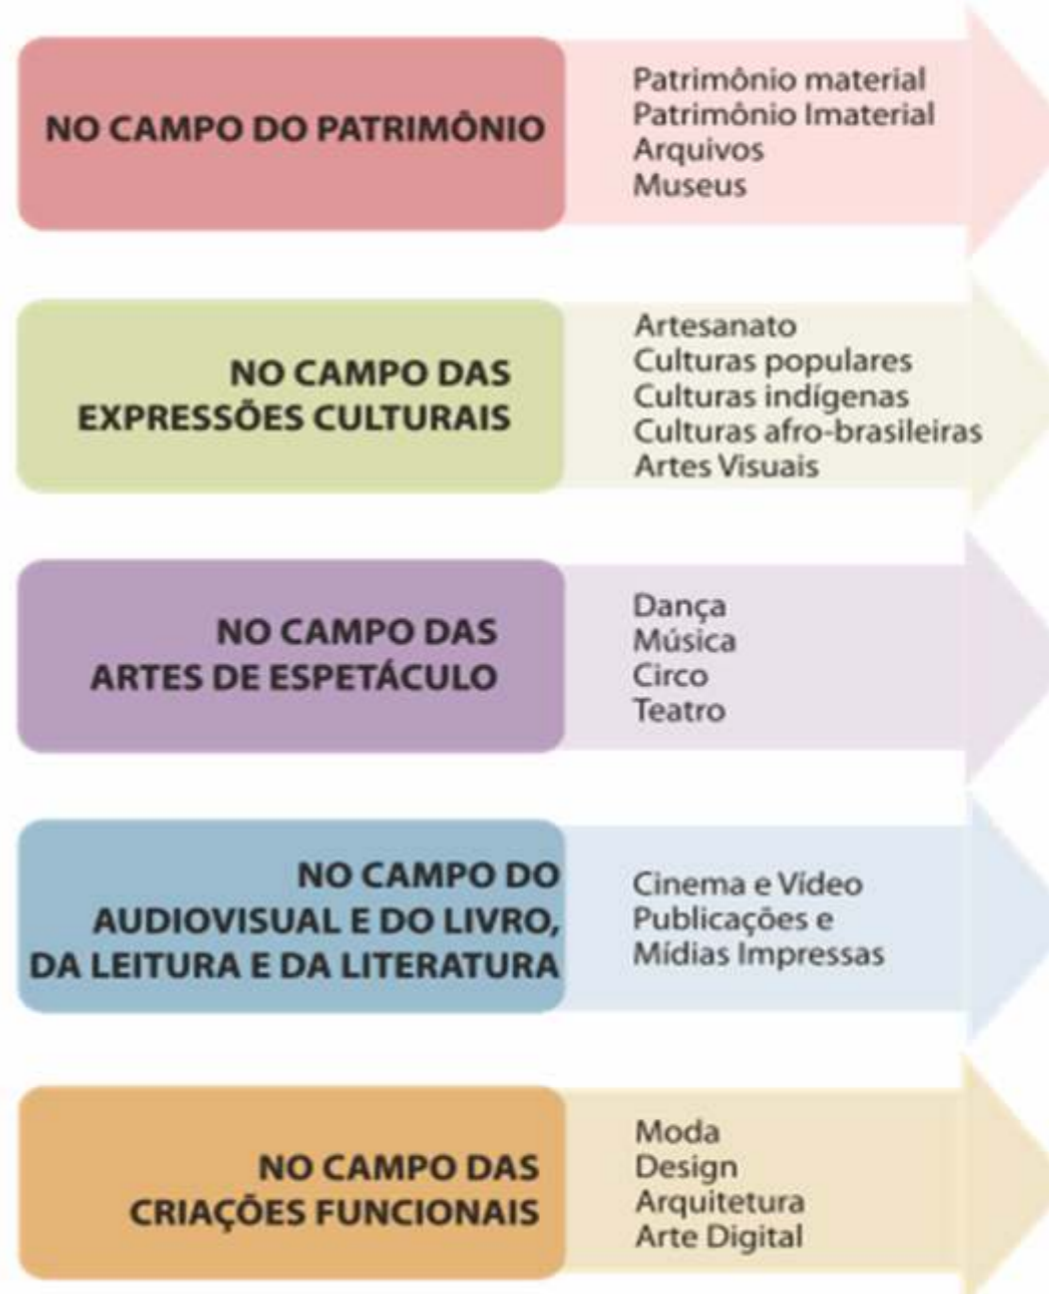 NO CAMPO DO PATRIMÔNIO
Patrimônio material
Patrimônio Imaterial
Arquivos
Museus
NO CAMPO DAS
EXPRESSÕES CULTURAIS
Artesanato
Culturas populares
Culturas indígenas
Culturas afro-brasileiras
Artes Visuais
NO CAMPO DAS
ARTES DE ESPETÁCULO
Dança
Música
Circo
Teatro
NO CAMPO DO
AUDIOVISUAL E DO LIVRO,
DA LEITURA E DA LITERATURA
Cinema e Vídeo
Publicações e
Mídias Impressas
NO CAMPO DAS
CRIAÇÕES FUNCIONAIS
Moda
Design
Arquitetura
Arte Digital